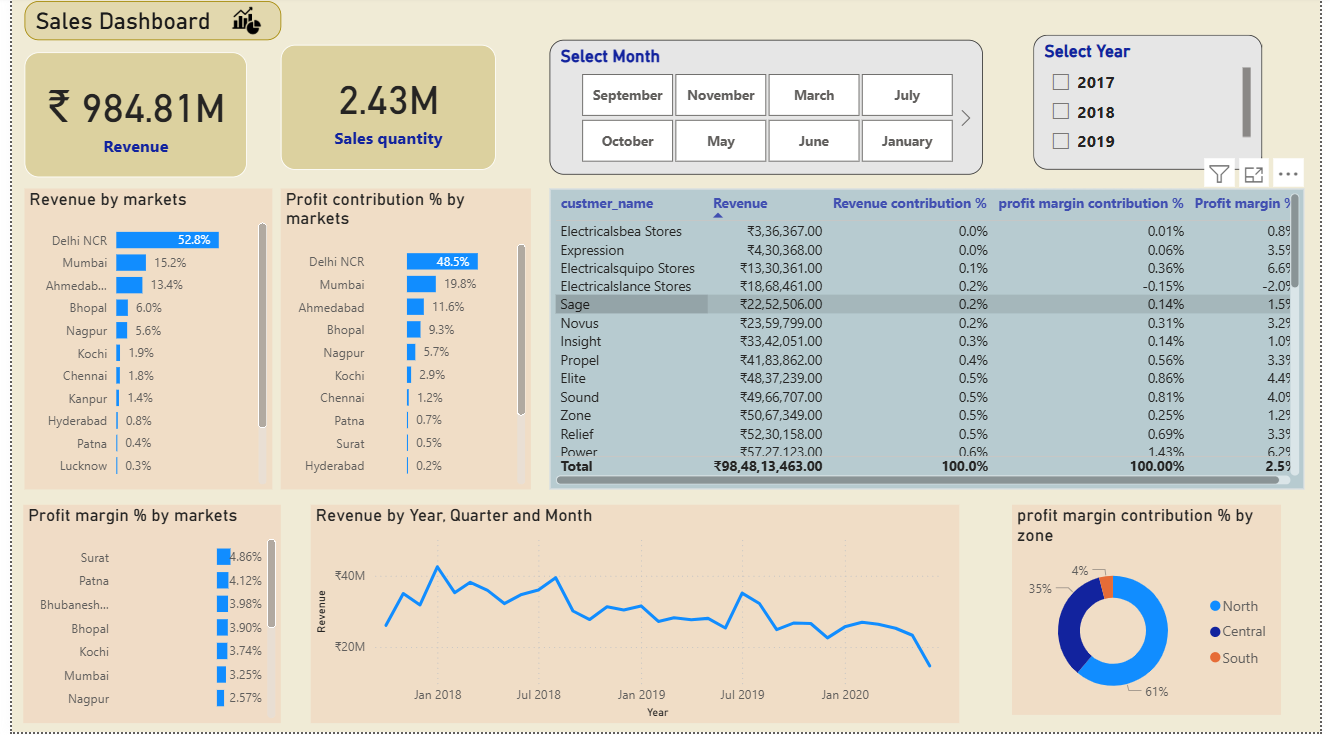 Sales Dashboard
₹ 984.81M
Revenue
2.43M
Sales quantity
Select Month
September November March July
October May June January
Select Year
2017
2018
2019
Revenue by markets
Delhi NCR 52.8%
Mumbai 15.2%
Ahmedab... 13.4%
Bhopal 6.0%
Nagpur 5.6%
Kochi 1.9%
Chennai 1.8%
Kanpur 1.4%
Hyderabad 0.8%
Patna 0.4%
Lucknow 0.3%
Profit contribution % by
markets
Delhi NCR 48.5%
Mumbai 19.8%
Ahmedabad 11.6%
Bhopal 9.3%
Nagpur 5.7%
Kochi 2.9%
Chennai 1.2%
Patna 0.7%
Surat 0.5%
Hyderabad 0.2%
custmer_name Revenue Revenue contribution % profit margin contribution % Profit margin %
Electricalsbea Stores ₹3,36,367.00 0.0% 0.01% 0.8%
Expression ₹4,30,368.00 0.0% 0.06% 3.5%
Electricalsquipo Stores ₹13,30,361.00 0.1% 0.36% 6.6%
Electricalslance Stores ₹18,68,461.00 0.2% -0.15% -2.0%
Sage ₹22,52,506.00 0.2% 0.14% 1.5%
Novus ₹23,59,799.00 0.2% 0.31% 3.2%
Insight ₹33,42,051.00 0.3% 0.14% 1.0%
Propel ₹41,83,862.00 0.4% 0.56% 3.3%
Elite ₹48,37,239.00 0.5% 0.86% 4.4%
Sound ₹49,66,707.00 0.5% 0.81% 4.0%
Zone ₹50,67,349.00 0.5% 0.25% 1.2%
Relief ₹52,30,158.00 0.5% 0.69% 3.3%
Power ₹57,27,123.00 0.6% 1.43% 6.2%
Total ₹98,48,13,463.00 100.0% 100.00% 2.5%
Profit margin % by markets
Surat 4.86%
Patna 4.12%
Bhubanesh... 3.98%
Bhopal 3.90%
Kochi 3.74%
Mumbai 3.25%
Nagpur 2.57%
Revenue by Year, Quarter and Month
Revenue
₹40M
₹20M
Jan 2018 Jul 2018 Jan 2019 Jul 2019 Jan 2020
Year
profit margin contribution % by
zone
4%
35%
61%
North
Central
South